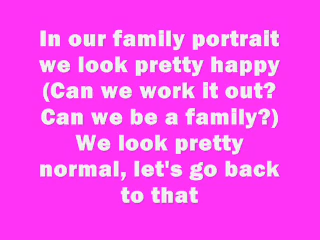 In our family portrait
we look pretty happy
(Can we work it out?
Can we be a family?)
We look pretty
normal, let's go back
to that